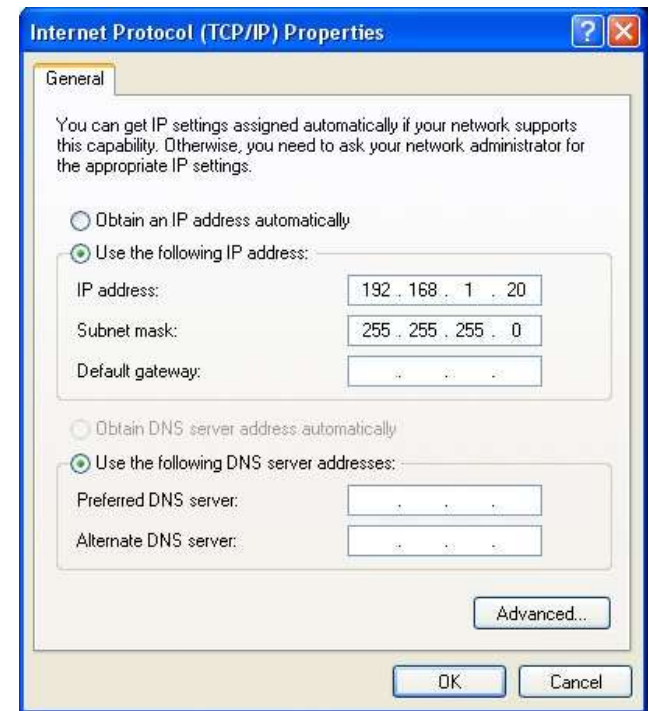 Internet Protocol (TCP/IP) Properties
General
You can get IP settings assigned automatically if your network supports
this capability. Otherwise, you need to ask your network administrator for
the appropriate IP settings.
Obtain an IP address automatically
Use the following IP address:
IP address: 192 . 168 . 1 . 20
Subnet mask: 255 . 255 . 255 . 0
Default gateway: . . .
Obtain DNS server address automatically
Use the following DNS server addresses:
Preferred DNS server: . . .
Alternate DNS server: . . .
Advanced...
OK Cancel